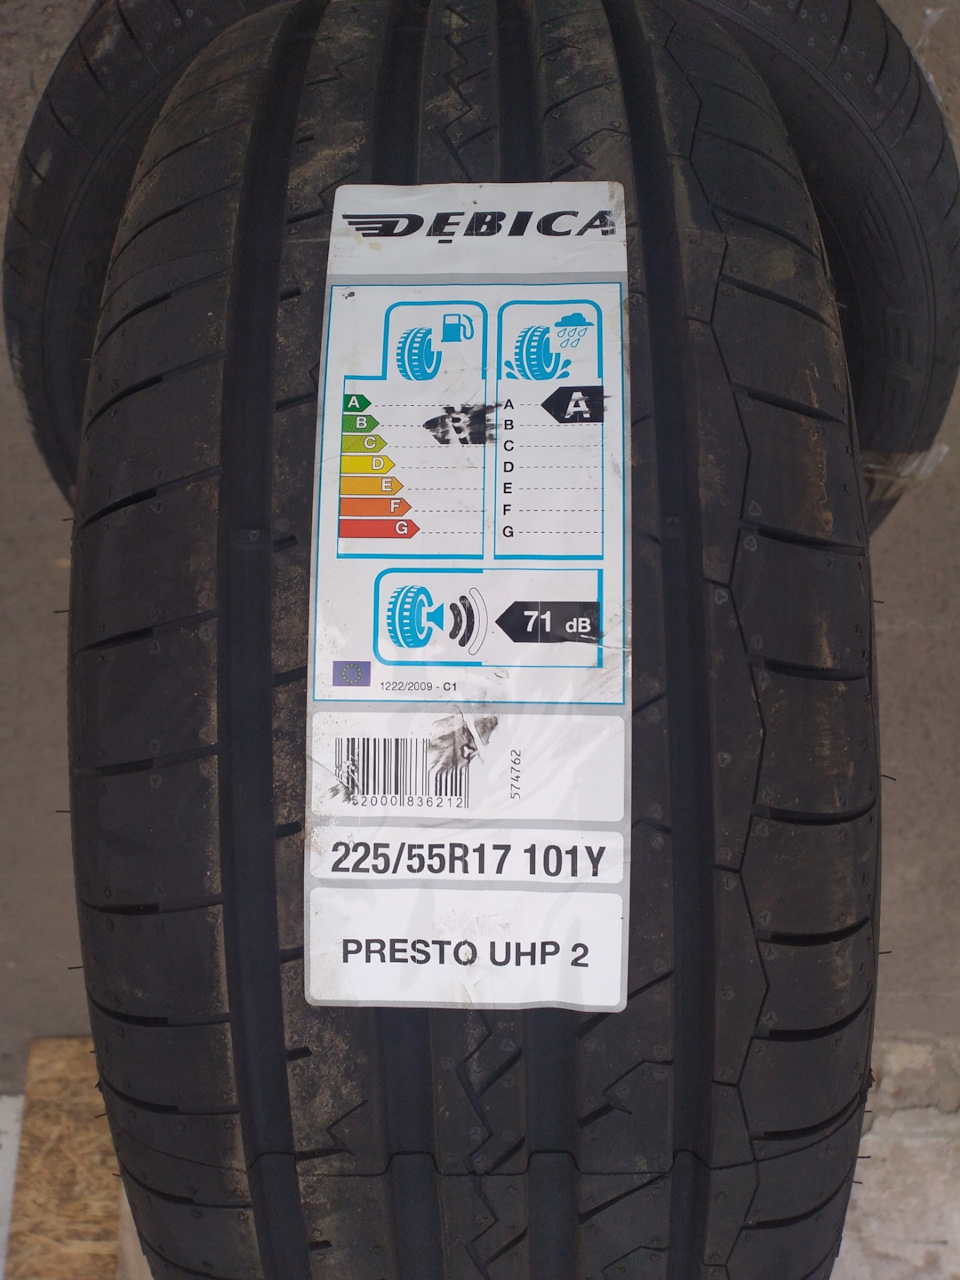 DĘBICA
A
B
C
D
E
F
G
B
A
B
C
D
E
F
G
A
71 dB
1222/2009 - C1
52000 836212
574762
225/55R17 101Y
PRESTO UHP 2